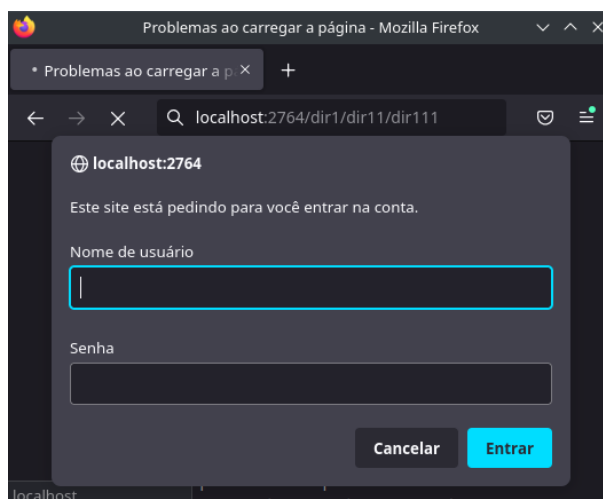 Problemas ao carregar a página - Mozilla Firefox
Problemas ao carregar a pá
localhost:2764/dir1/dir11/dir111
localhost:2764
Este site está pedindo para você entrar na conta.
Nome de usuário
Senha
Cancelar Entrar
localhost